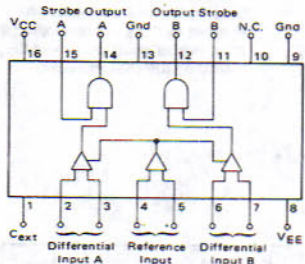 Strobe Output Output Strobe
VCC A A Gnd B B N.C. Gnd
16 15 14 13 12 11 10 9
1 2 3 4 5 6 7 8
Cext VEE
Differential Reference Differential
Input A Input Input B